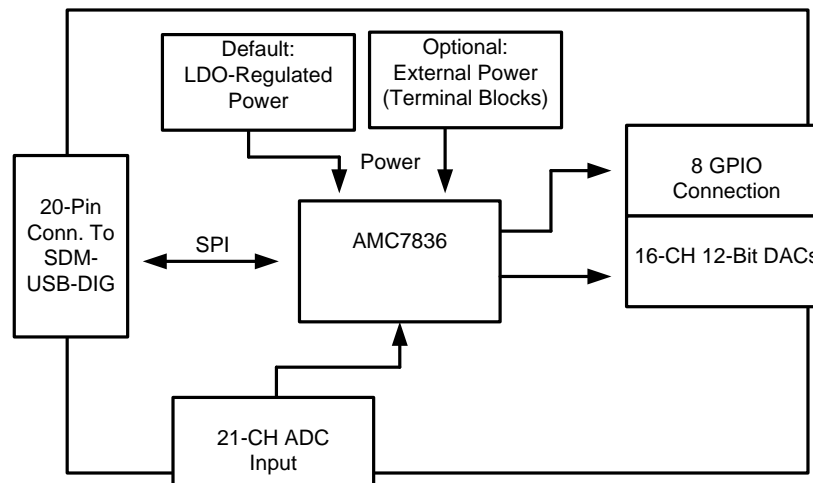 Default:
LDO-Regulated
Power
Optional:
External Power
(Terminal Blocks)
Power
8 GPIO
Connection
20-Pin
Conn. To
SDM-
USB-DIG
SPI
AMC7836
16-CH 12-Bit DACs
21-CH ADC
Input